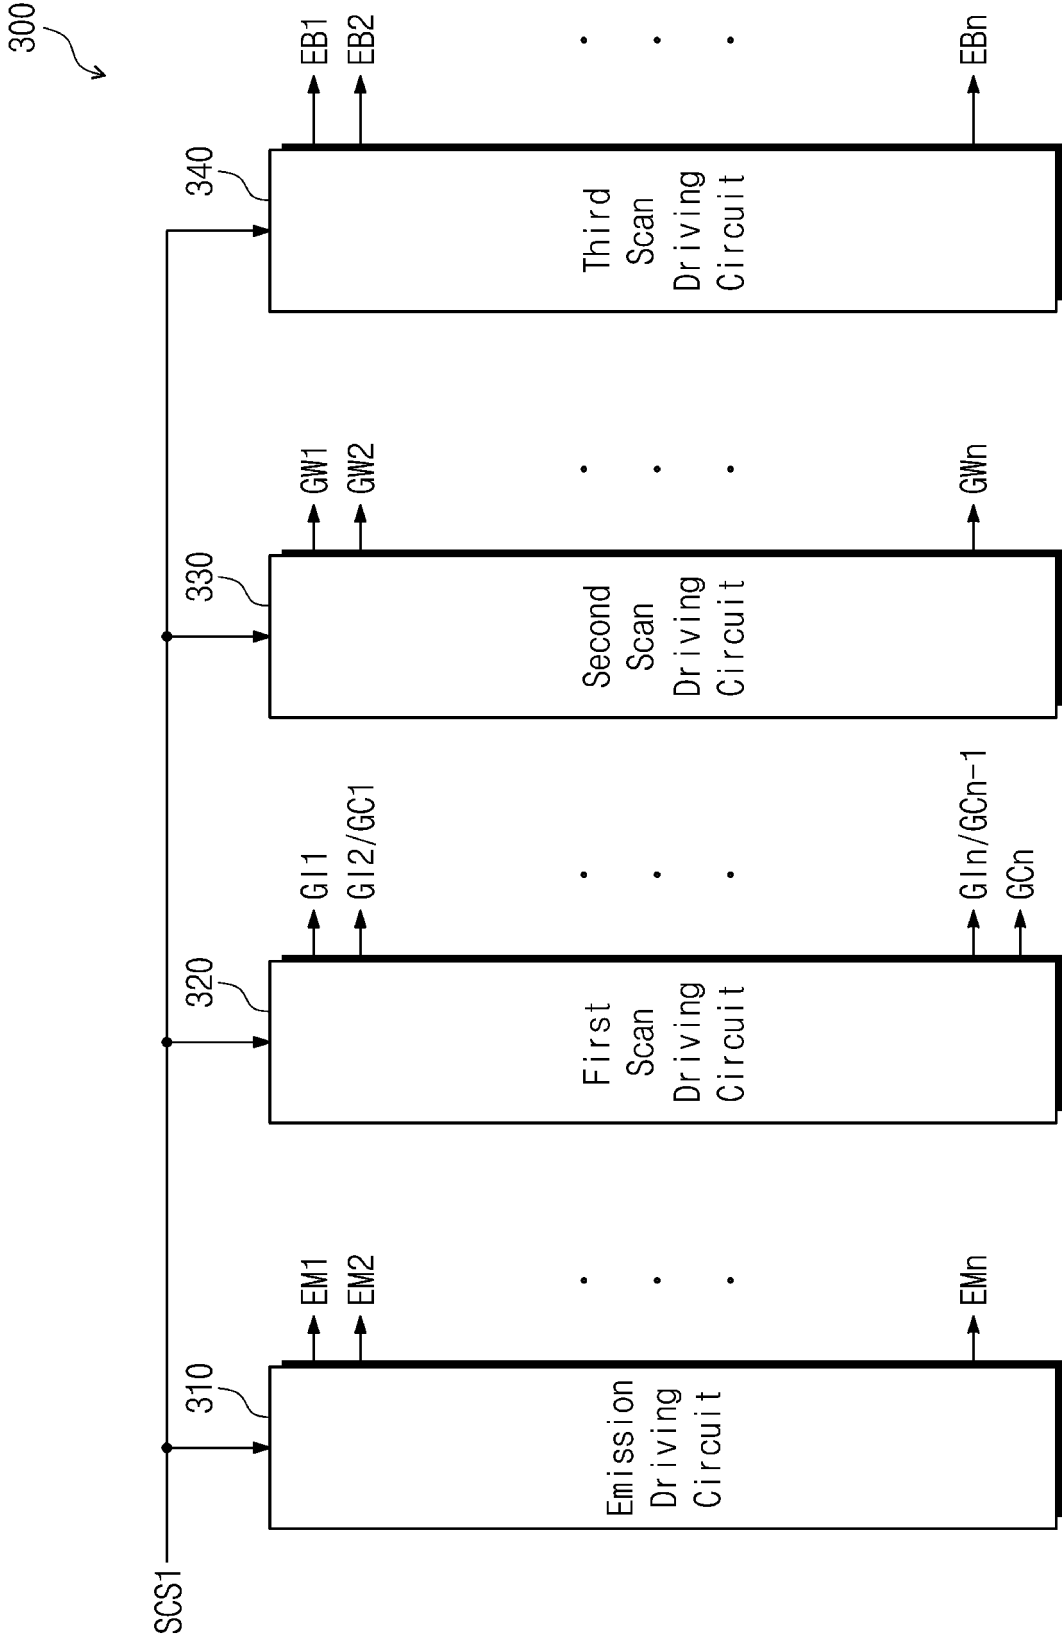 300
SCS1
310
Emission
Driving
Circuit
EM1
EM2
EMn
320
First
Scan
Driving
Circuit
GI1
GI2/GC1
GIn/GCn-1
GCn
330
Second
Scan
Driving
Circuit
GW1
GW2
GWn
340
Third
Scan
Driving
Circuit
EB1
EB2
EBn